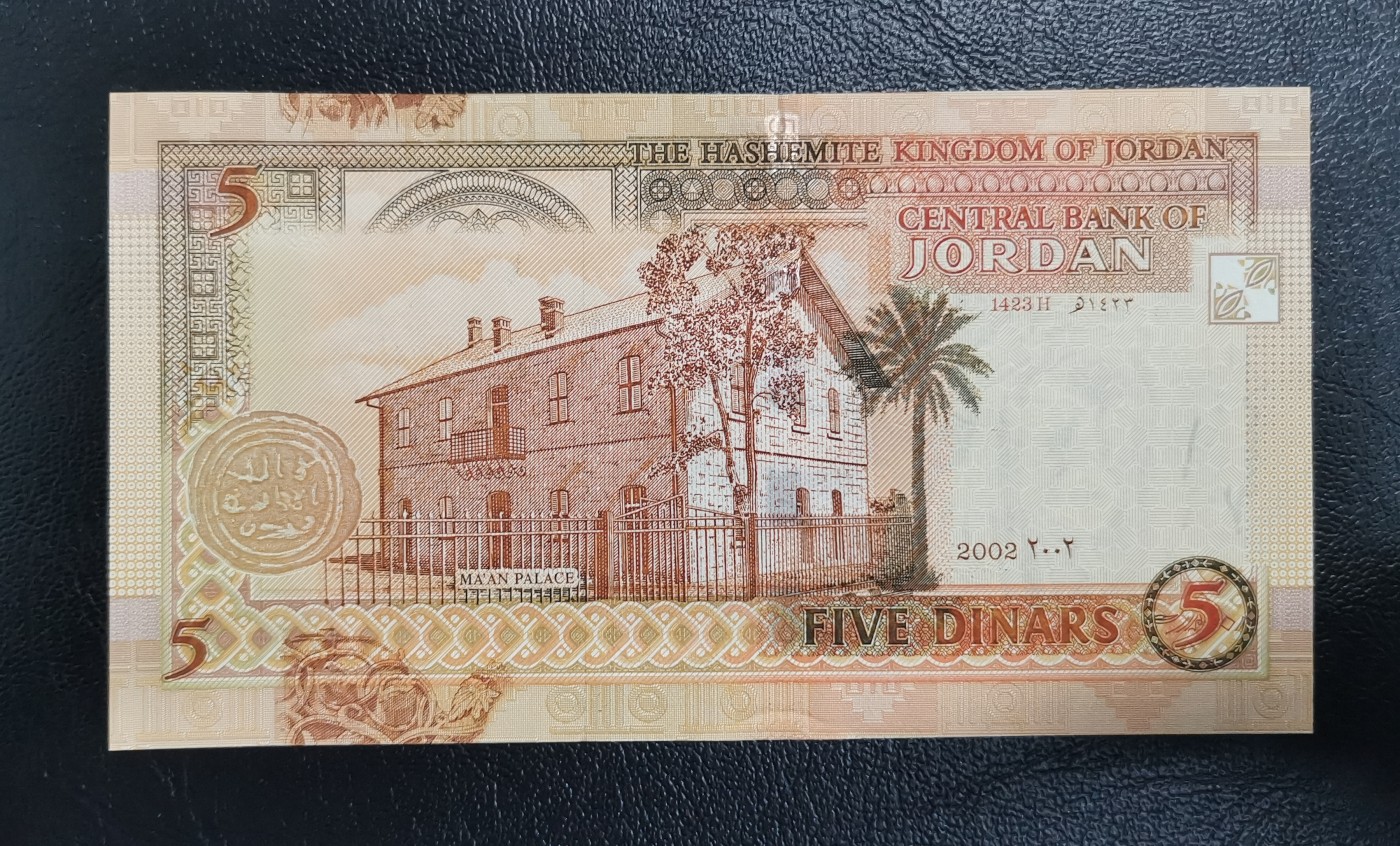 THE HASHEMITE KINGDOM OF JORDAN
5
CENTRAL BANK OF
JORDAN
1423 H ١٤٢٣هـ
2002 ٢٠٠٢
MA'AN PALACE
5
FIVE DINARS
5